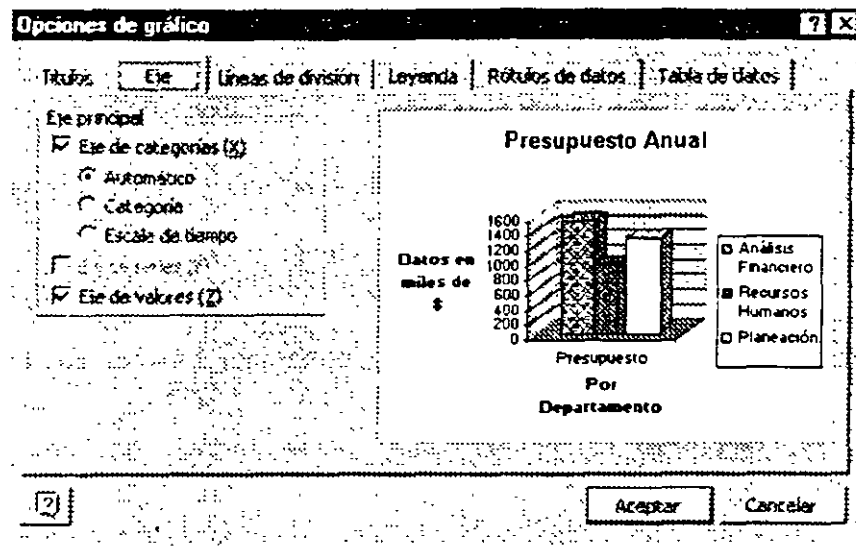 Opciones de gráfico
? X
Títulos Eje Líneas de división Leyenda Rótulos de datos Tabla de datos
Eje principal
Eje de categorías (X)
Automático
Categoría
Escala de tiempo
Eje de valores (Z)
Presupuesto Anual
Datos en
miles de
$
1600
1400
1200
1000
800
600
400
200
0
Presupuesto
Por
Departamento
Análisis
Financiero
Recursos
Humanos
Planeación
?
Aceptar Cancelar